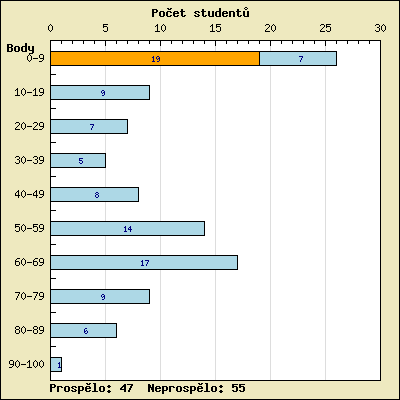 Počet studentů
0 5 10 15 20 25 30
Body
0-9 19 7
10-19 9
20-29 7
30-39 5
40-49 8
50-59 14
60-69 17
70-79 9
80-89 6
90-100 1
Prospělo: 47 Neprospělo: 55